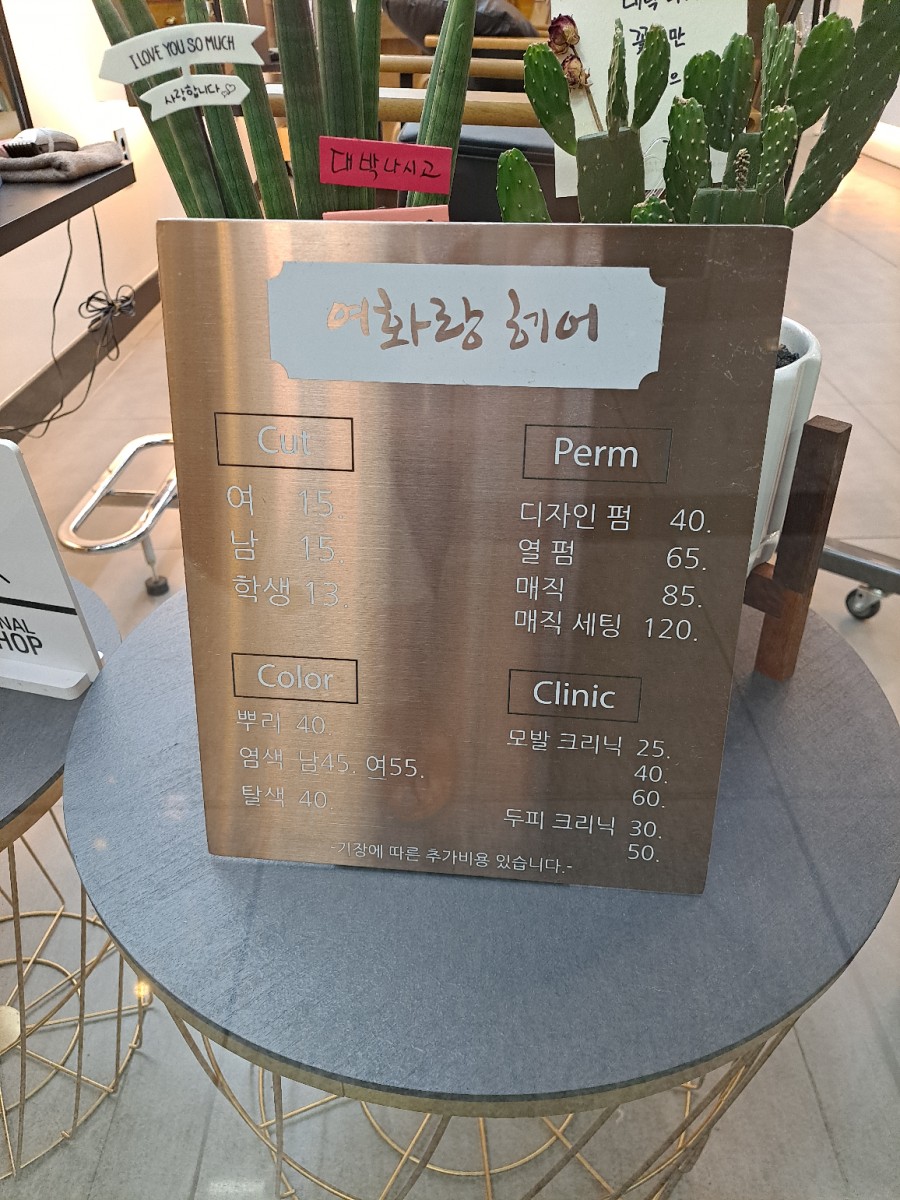 I LOVE YOU SO MUCH
사랑합니다
대박나시고
여화랑 헤어
Cut
여 15.
남 15.
학생 13.
Perm
디자인 펌 40.
열 펌 65.
매직 85.
매직 세팅 120.
Color
뿌리 40.
염색 남45. 여55.
탈색 40.
Clinic
모발 크리닉 25.
40.
60.
두피 크리닉 30.
50.
-기장에 따른 추가비용 있습니다.-